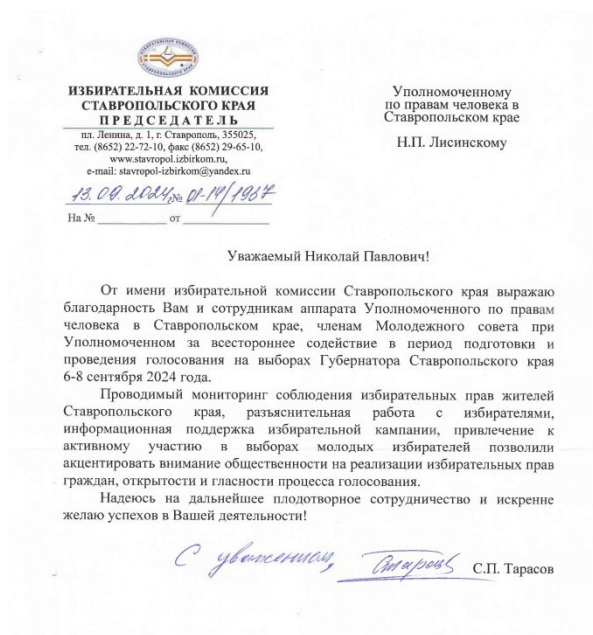 ИЗБИРАТЕЛЬНАЯ КОМИССИЯ
СТАВРОПОЛЬСКОГО КРАЯ
ПРЕДСЕДАТЕЛЬ
пл. Ленина, д. 1, г. Ставрополь, 355025,
тел. (8652) 22-72-10, факс (8652) 29-65-10,
www.stavropol.izbirkom.ru,
e-mail: stavropol-izbirkom@yandex.ru
13.09.2024г. № 01-14/1937
На № ____________ от ______________
Уполномоченному
по правам человека в
Ставропольском крае
Н.П. Лисинскому
Уважаемый Николай Павлович!
От имени избирательной комиссии Ставропольского края выражаю
благодарность Вам и сотрудникам аппарата Уполномоченного по правам
человека в Ставропольском крае, членам Молодежного совета при
Уполномоченном за всестороннее содействие в период подготовки и
проведения голосования на выборах Губернатора Ставропольского края
6-8 сентября 2024 года.
Проводимый мониторинг соблюдения избирательных прав жителей
Ставропольского края, разъяснительная работа с избирателями,
информационная поддержка избирательной кампании, привлечение к
активному участию в выборах молодых избирателей позволили
акцентировать внимание общественности на реализации избирательных прав
граждан, открытости и гласности процесса голосования.
Надеюсь на дальнейшее плодотворное сотрудничество и искренне
желаю успехов в Вашей деятельности!
С уважением, С.П. Тарасов